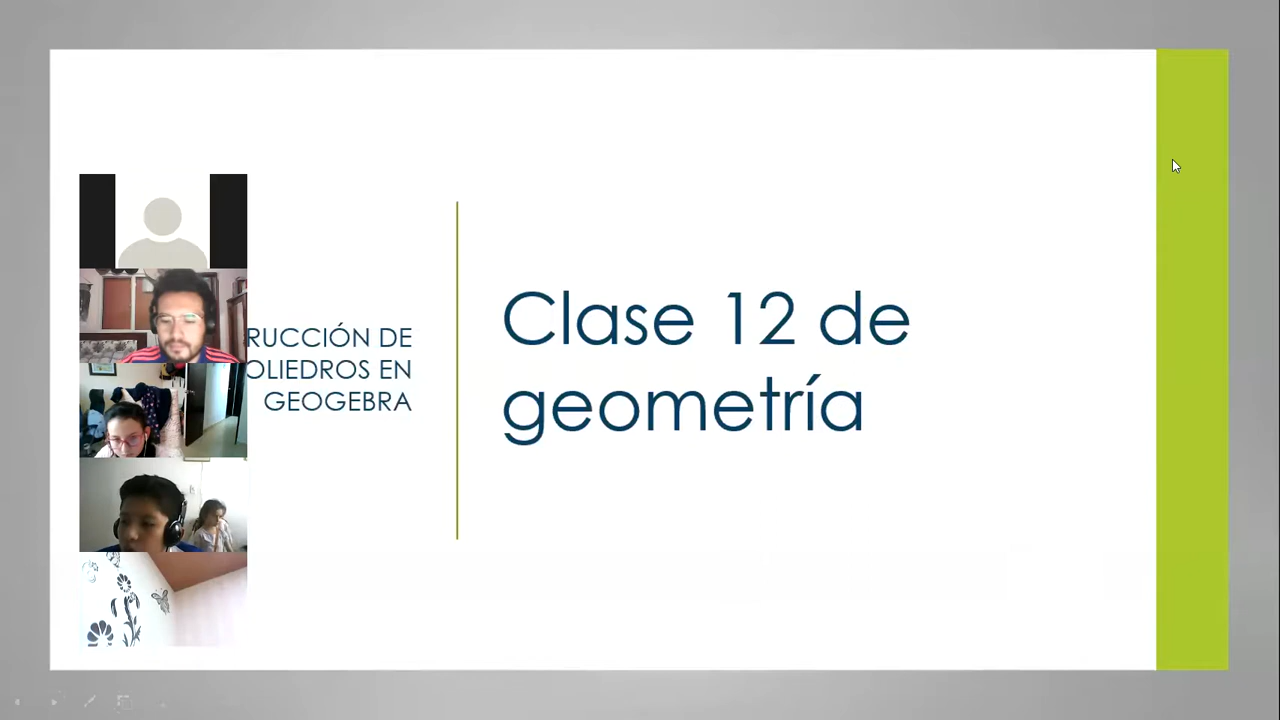 RUCCIÓN DE
OLIEDROS EN
GEOGEBRA
Clase 12 de
geometría